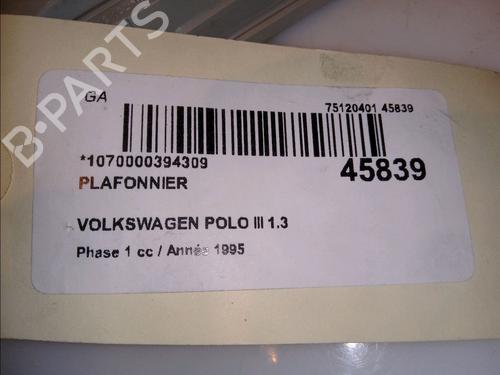 B-PARTS
GA
75120401 45839
*1070000394309
45839
PLAFONNIER
VOLKSWAGEN POLO III 1.3
Phase 1 cc / Année 1995